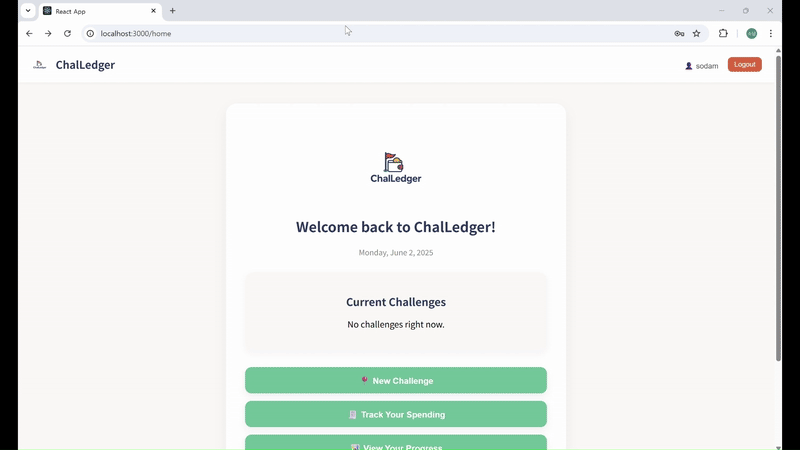 React App
localhost:3000/home
ChalLedger
sodam
Logout
ChalLedger
Welcome back to ChalLedger!
Monday, June 2, 2025
Current Challenges
No challenges right now.
New Challenge
Track Your Spending
View Your Progress